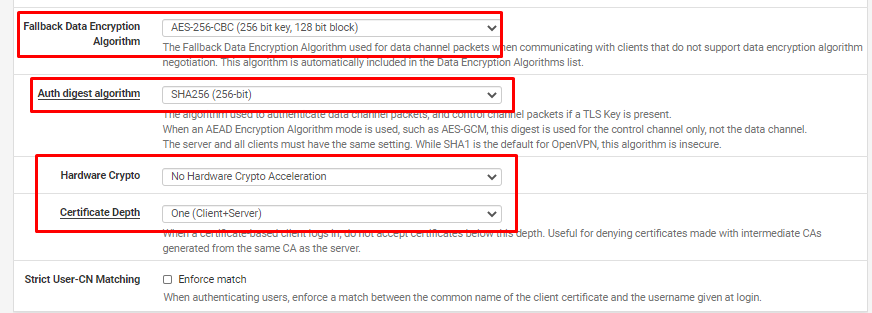 Fallback Data Encryption Algorithm
AES-256-CBC (256 bit key, 128 bit block)
The Fallback Data Encryption Algorithm used for data channel packets when communicating with clients that do not support data encryption algorithm
negotiation. This algorithm is automatically included in the Data Encryption Algorithms list.
Auth digest algorithm
SHA256 (256-bit)
The algorithm used to authenticate data channel packets, and control channel packets if a TLS Key is present.
When an AEAD Encryption Algorithm mode is used, such as AES-GCM, this digest is used for the control channel only, not the data channel.
The server and all clients must have the same setting. While SHA1 is the default for OpenVPN, this algorithm is insecure.
Hardware Crypto
No Hardware Crypto Acceleration
Certificate Depth
One (Client+Server)
When a certificate-based client logs in, do not accept certificates below this depth. Useful for denying certificates made with intermediate CAs
generated from the same CA as the server.
Strict User-CN Matching
Enforce match
When authenticating users, enforce a match between the common name of the client certificate and the username given at login.